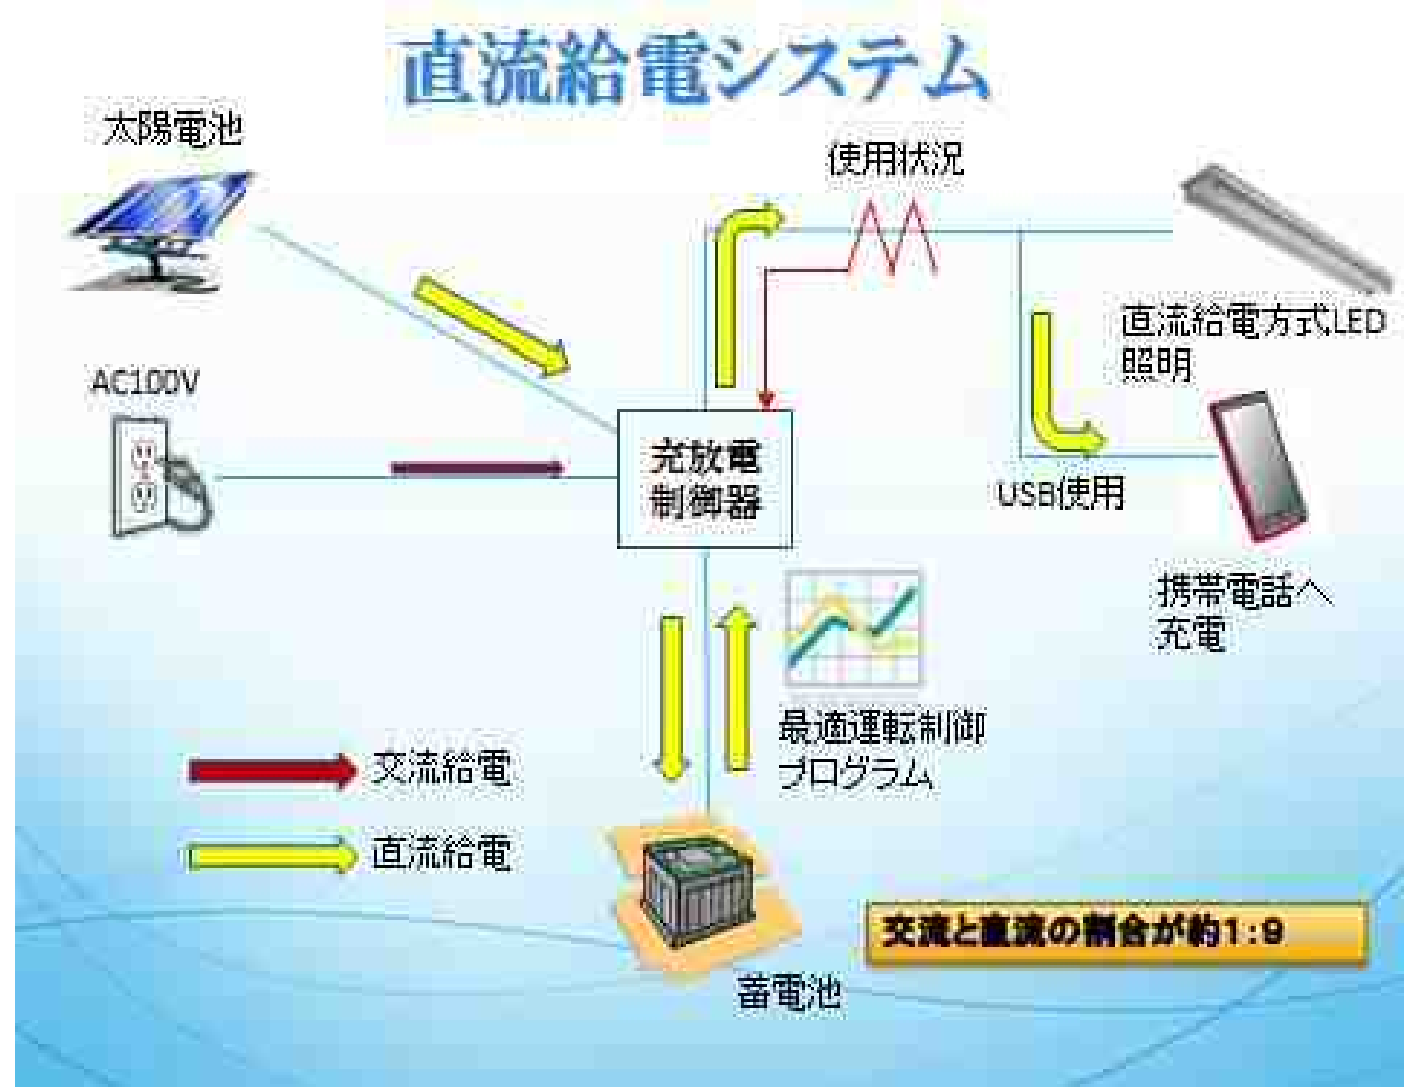 直流給電システム
太陽電池
使用状況
直流給電方式LED
照明
AC100V
充放電
制御器
USB使用
携帯電話へ
充電
最適運転制御
プログラム
交流給電
直流給電
交流と直流の割合が約1:9
蓄電池